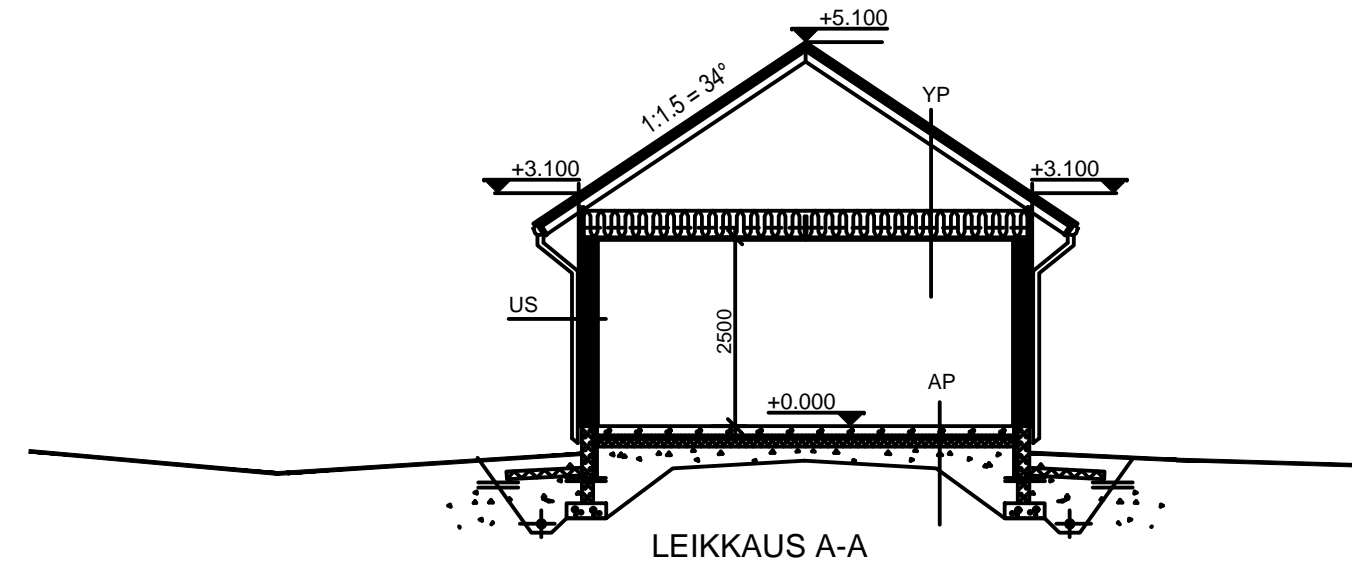 +5.100
1:1.5 = 34°
YP
+3.100
+3.100
US
2500
AP
+0.000
LEIKKAUS A-A